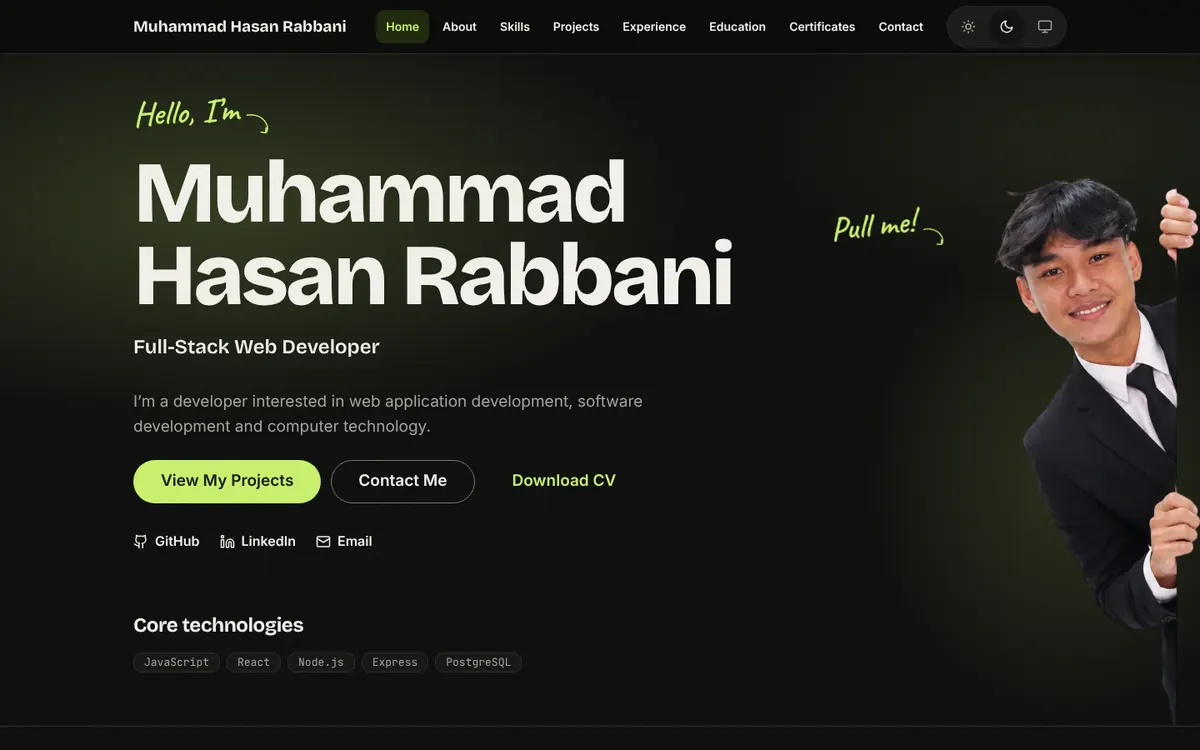 Muhammad Hasan Rabbani
Home
About
Skills
Projects
Experience
Education
Certificates
Contact
Hello, I'm
Muhammad
Hasan Rabbani
Pull me!
Full-Stack Web Developer
I'm a developer interested in web application development, software
development and computer technology.
View My Projects
Contact Me
Download CV
GitHub
LinkedIn
Email
Core technologies
JavaScript
React
Node.js
Express
PostgreSQL